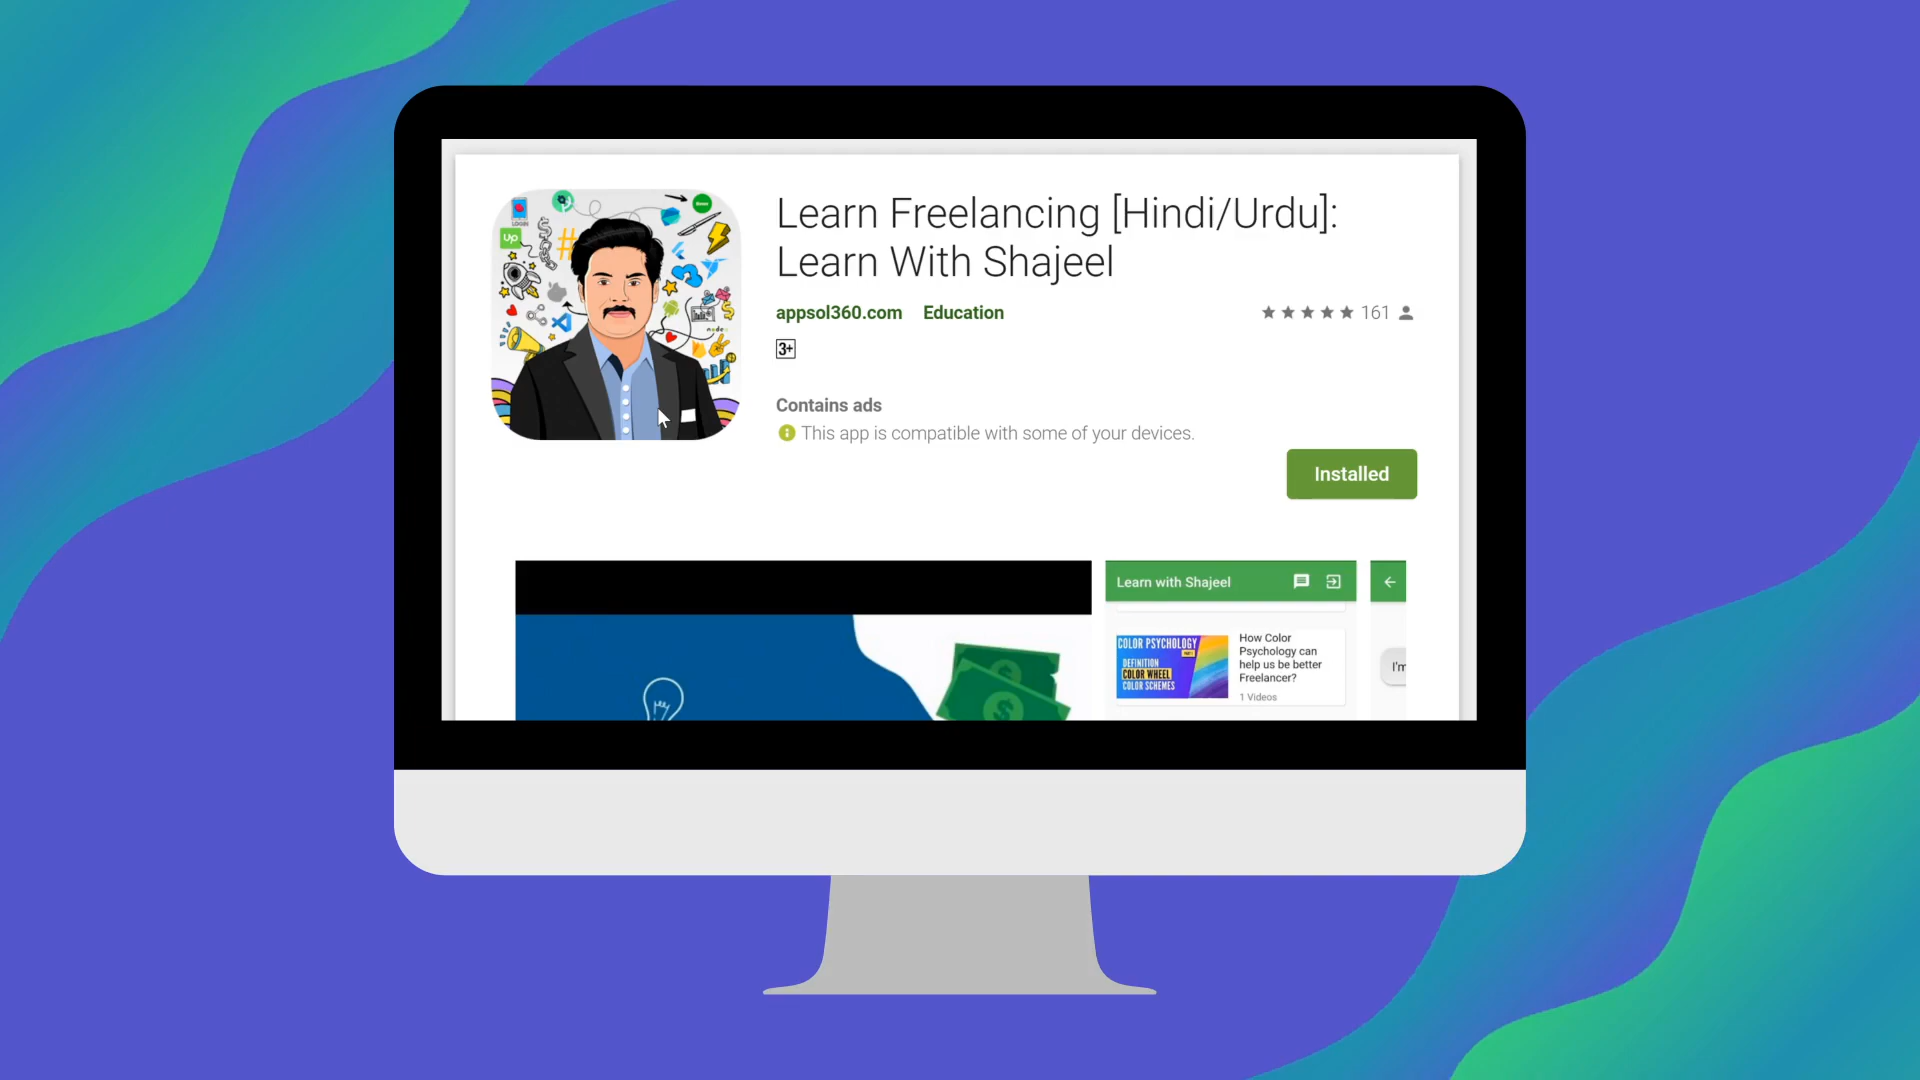 Learn Freelancing [Hindi/Urdu]:
Learn With Shajeel
appsol360.com Education
161
3+
Contains ads
This app is compatible with some of your devices.
Installed
Up
#
Learn with Shajeel
COLOR PSYCHOLOGY
DEFINITION
COLOR WHEEL
COLOR SCHEMES
How Color
Psychology can
help us be better
Freelancer?
1 Videos
I'm